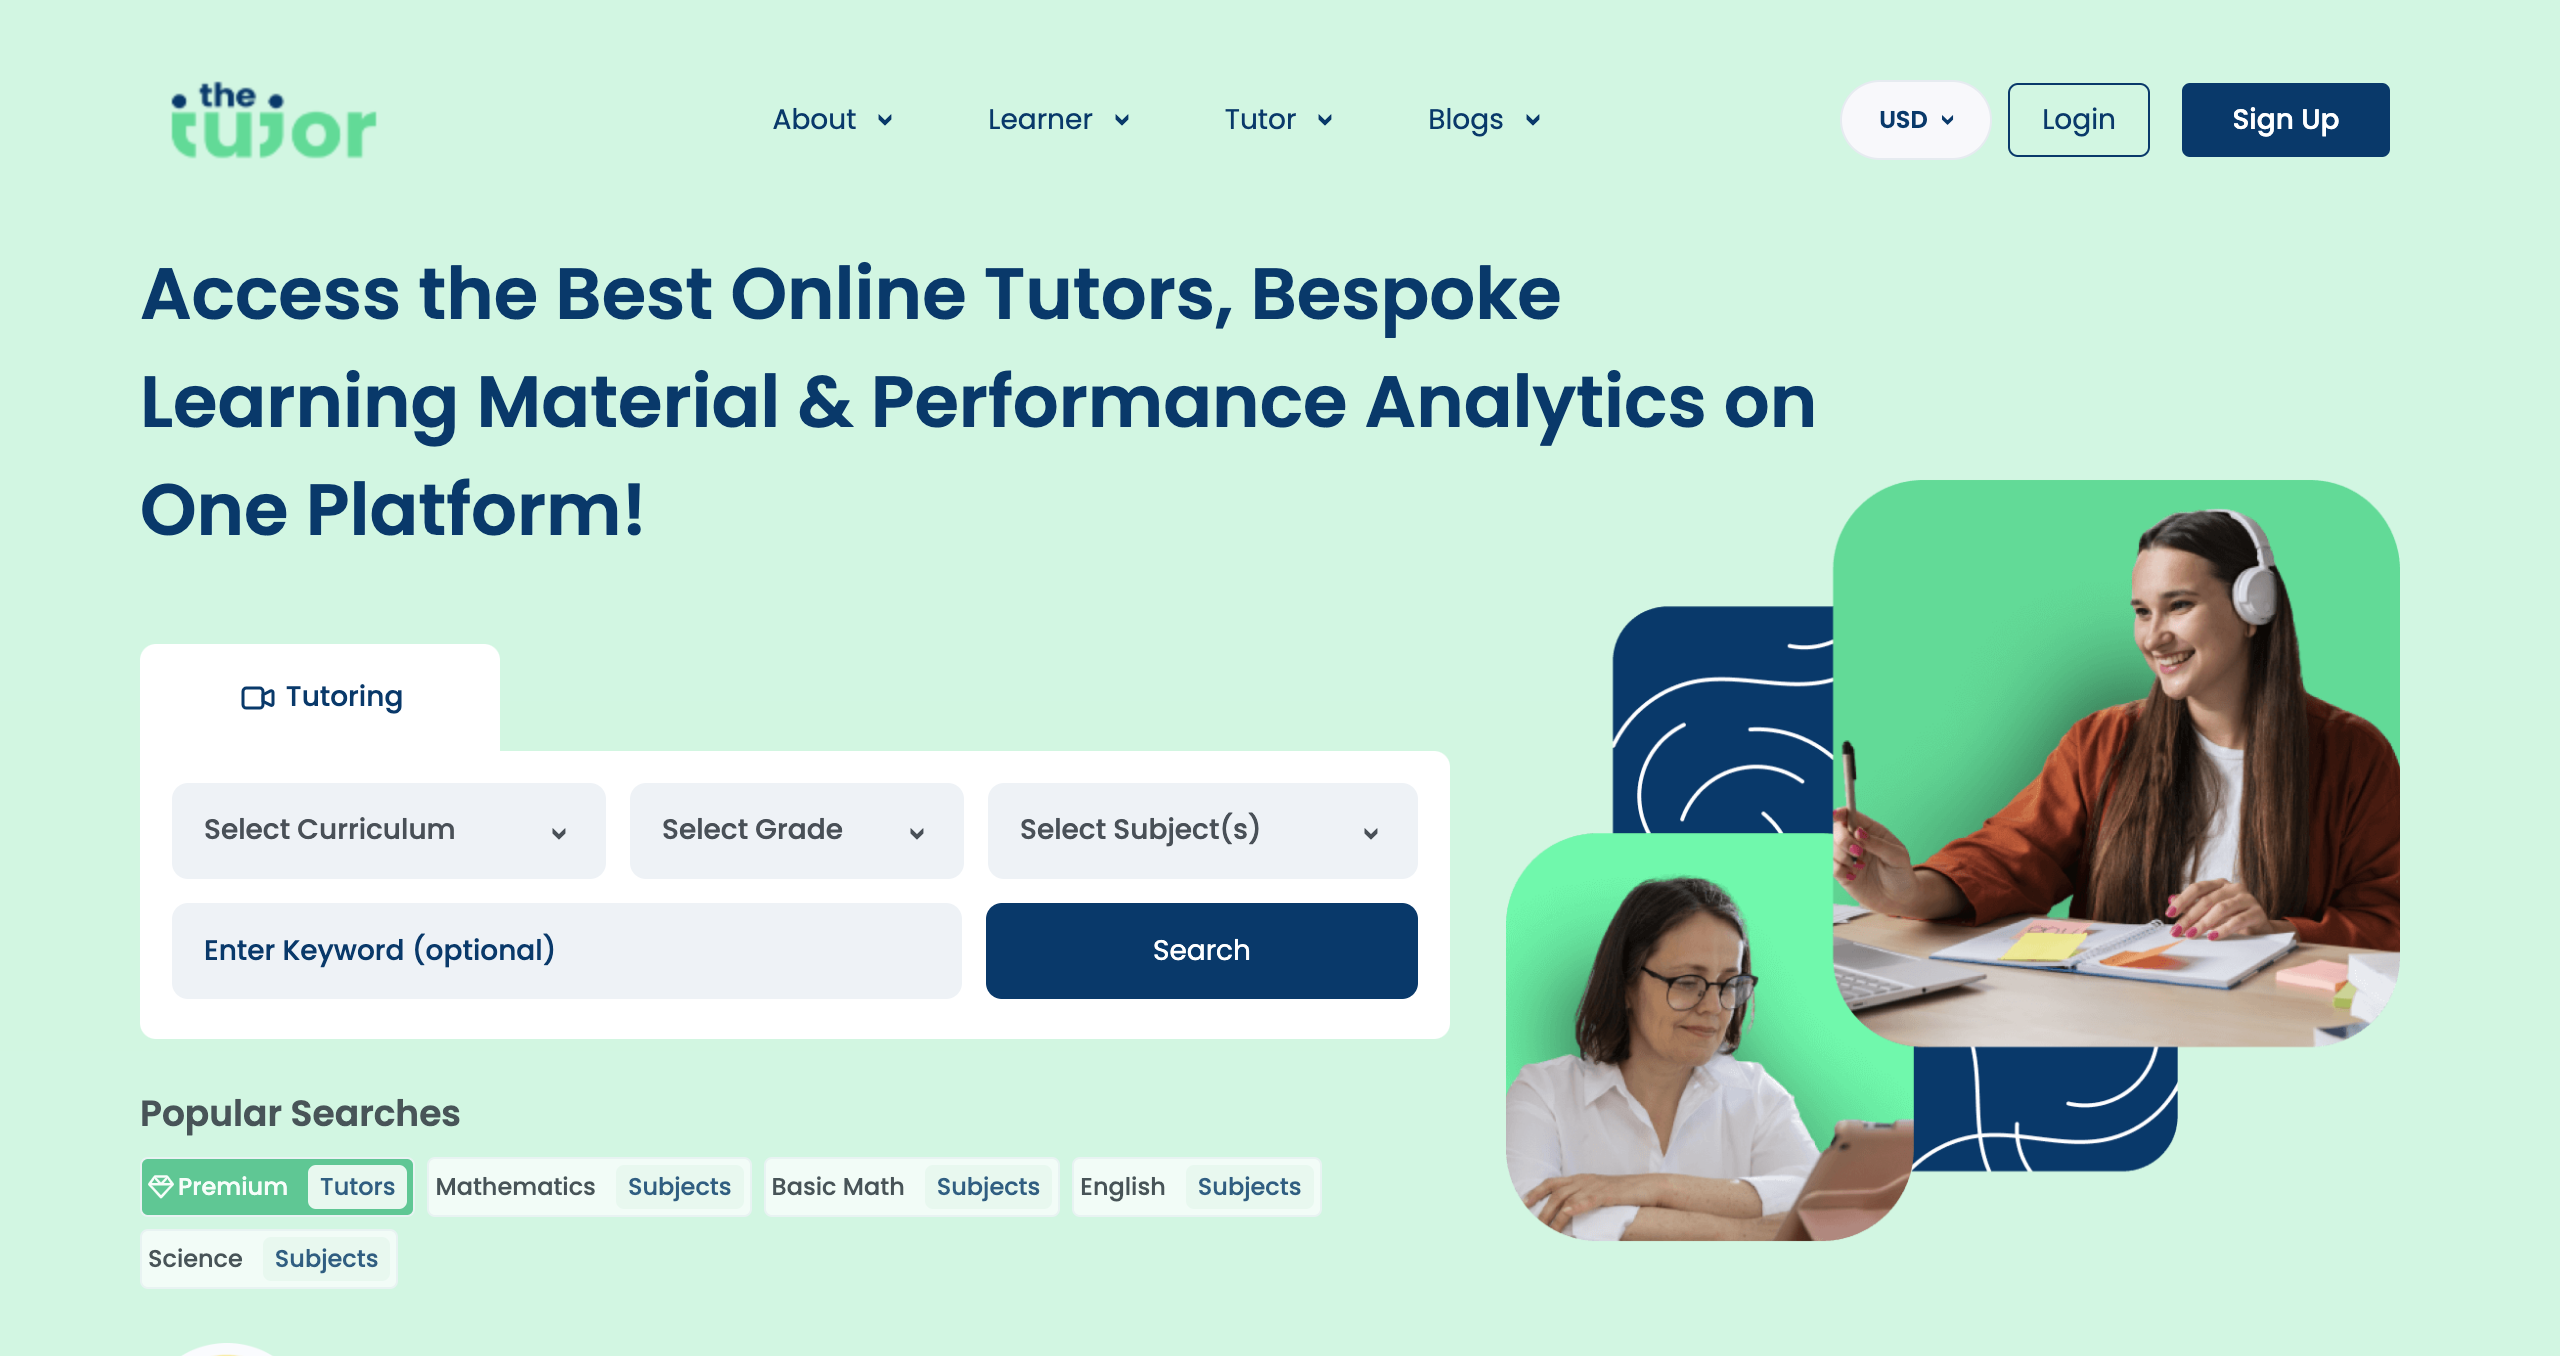 the
tutor
About
Learner
Tutor
Blogs
USD
Login
Sign Up
Access the Best Online Tutors, Bespoke
Learning Material & Performance Analytics on
One Platform!
Tutoring
Select Curriculum
Select Grade
Select Subject(s)
Enter Keyword (optional)
Search
Popular Searches
Premium Tutors
Mathematics Subjects
Basic Math Subjects
English Subjects
Science Subjects